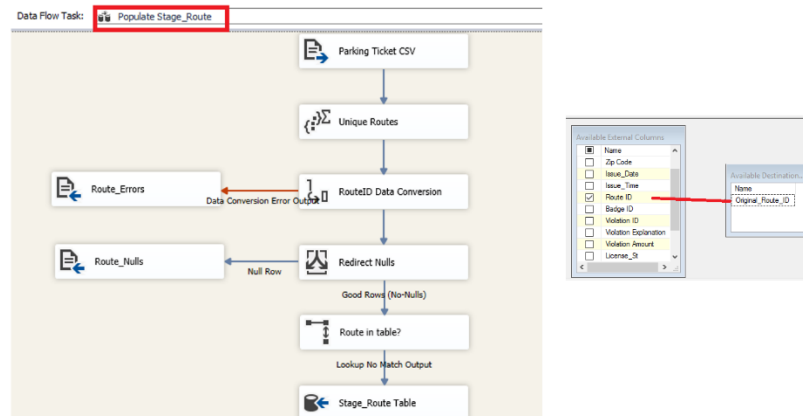 Data Flow Task: Populate Stage_Route
Parking Ticket CSV
Unique Routes
Route_Errors
Data Conversion Error Output
RouteID Data Conversion
Route_Nulls
Null Row
Redirect Nulls
Good Rows (No-Nulls)
Route in table?
Lookup No Match Output
Stage_Route Table
Available External Columns
Name
Zip Code
Issue_Date
Issue_Time
Route ID
Badge ID
Violation ID
Violation Explanation
Violation Amount
License_St
Available Destination...
Name
Original_Route_ID